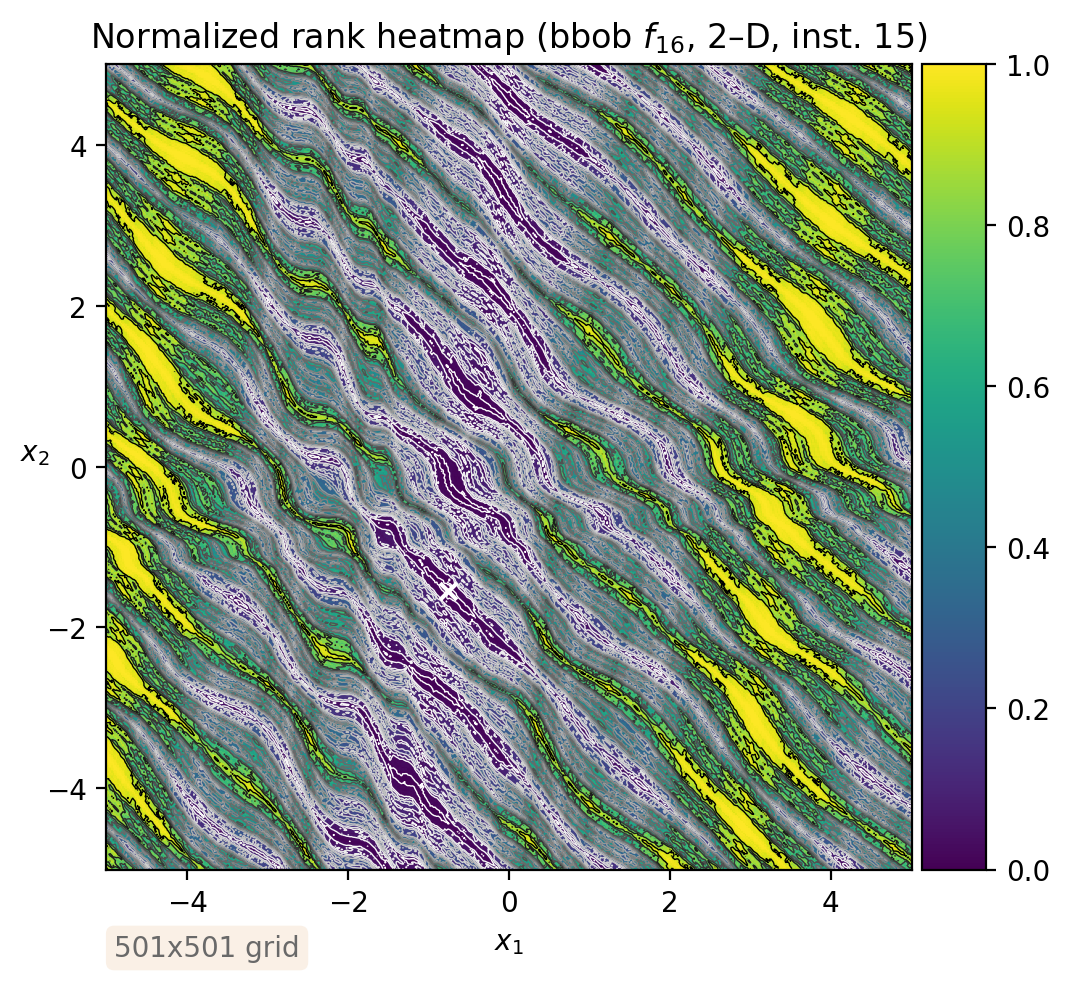 Normalized rank heatmap (bbob f16, 2–D, inst. 15)
1.0
0.8
0.6
0.4
0.2
0.0
4
2
0
−2
−4
x2
−4 −2 0 2 4
x1
501x501 grid